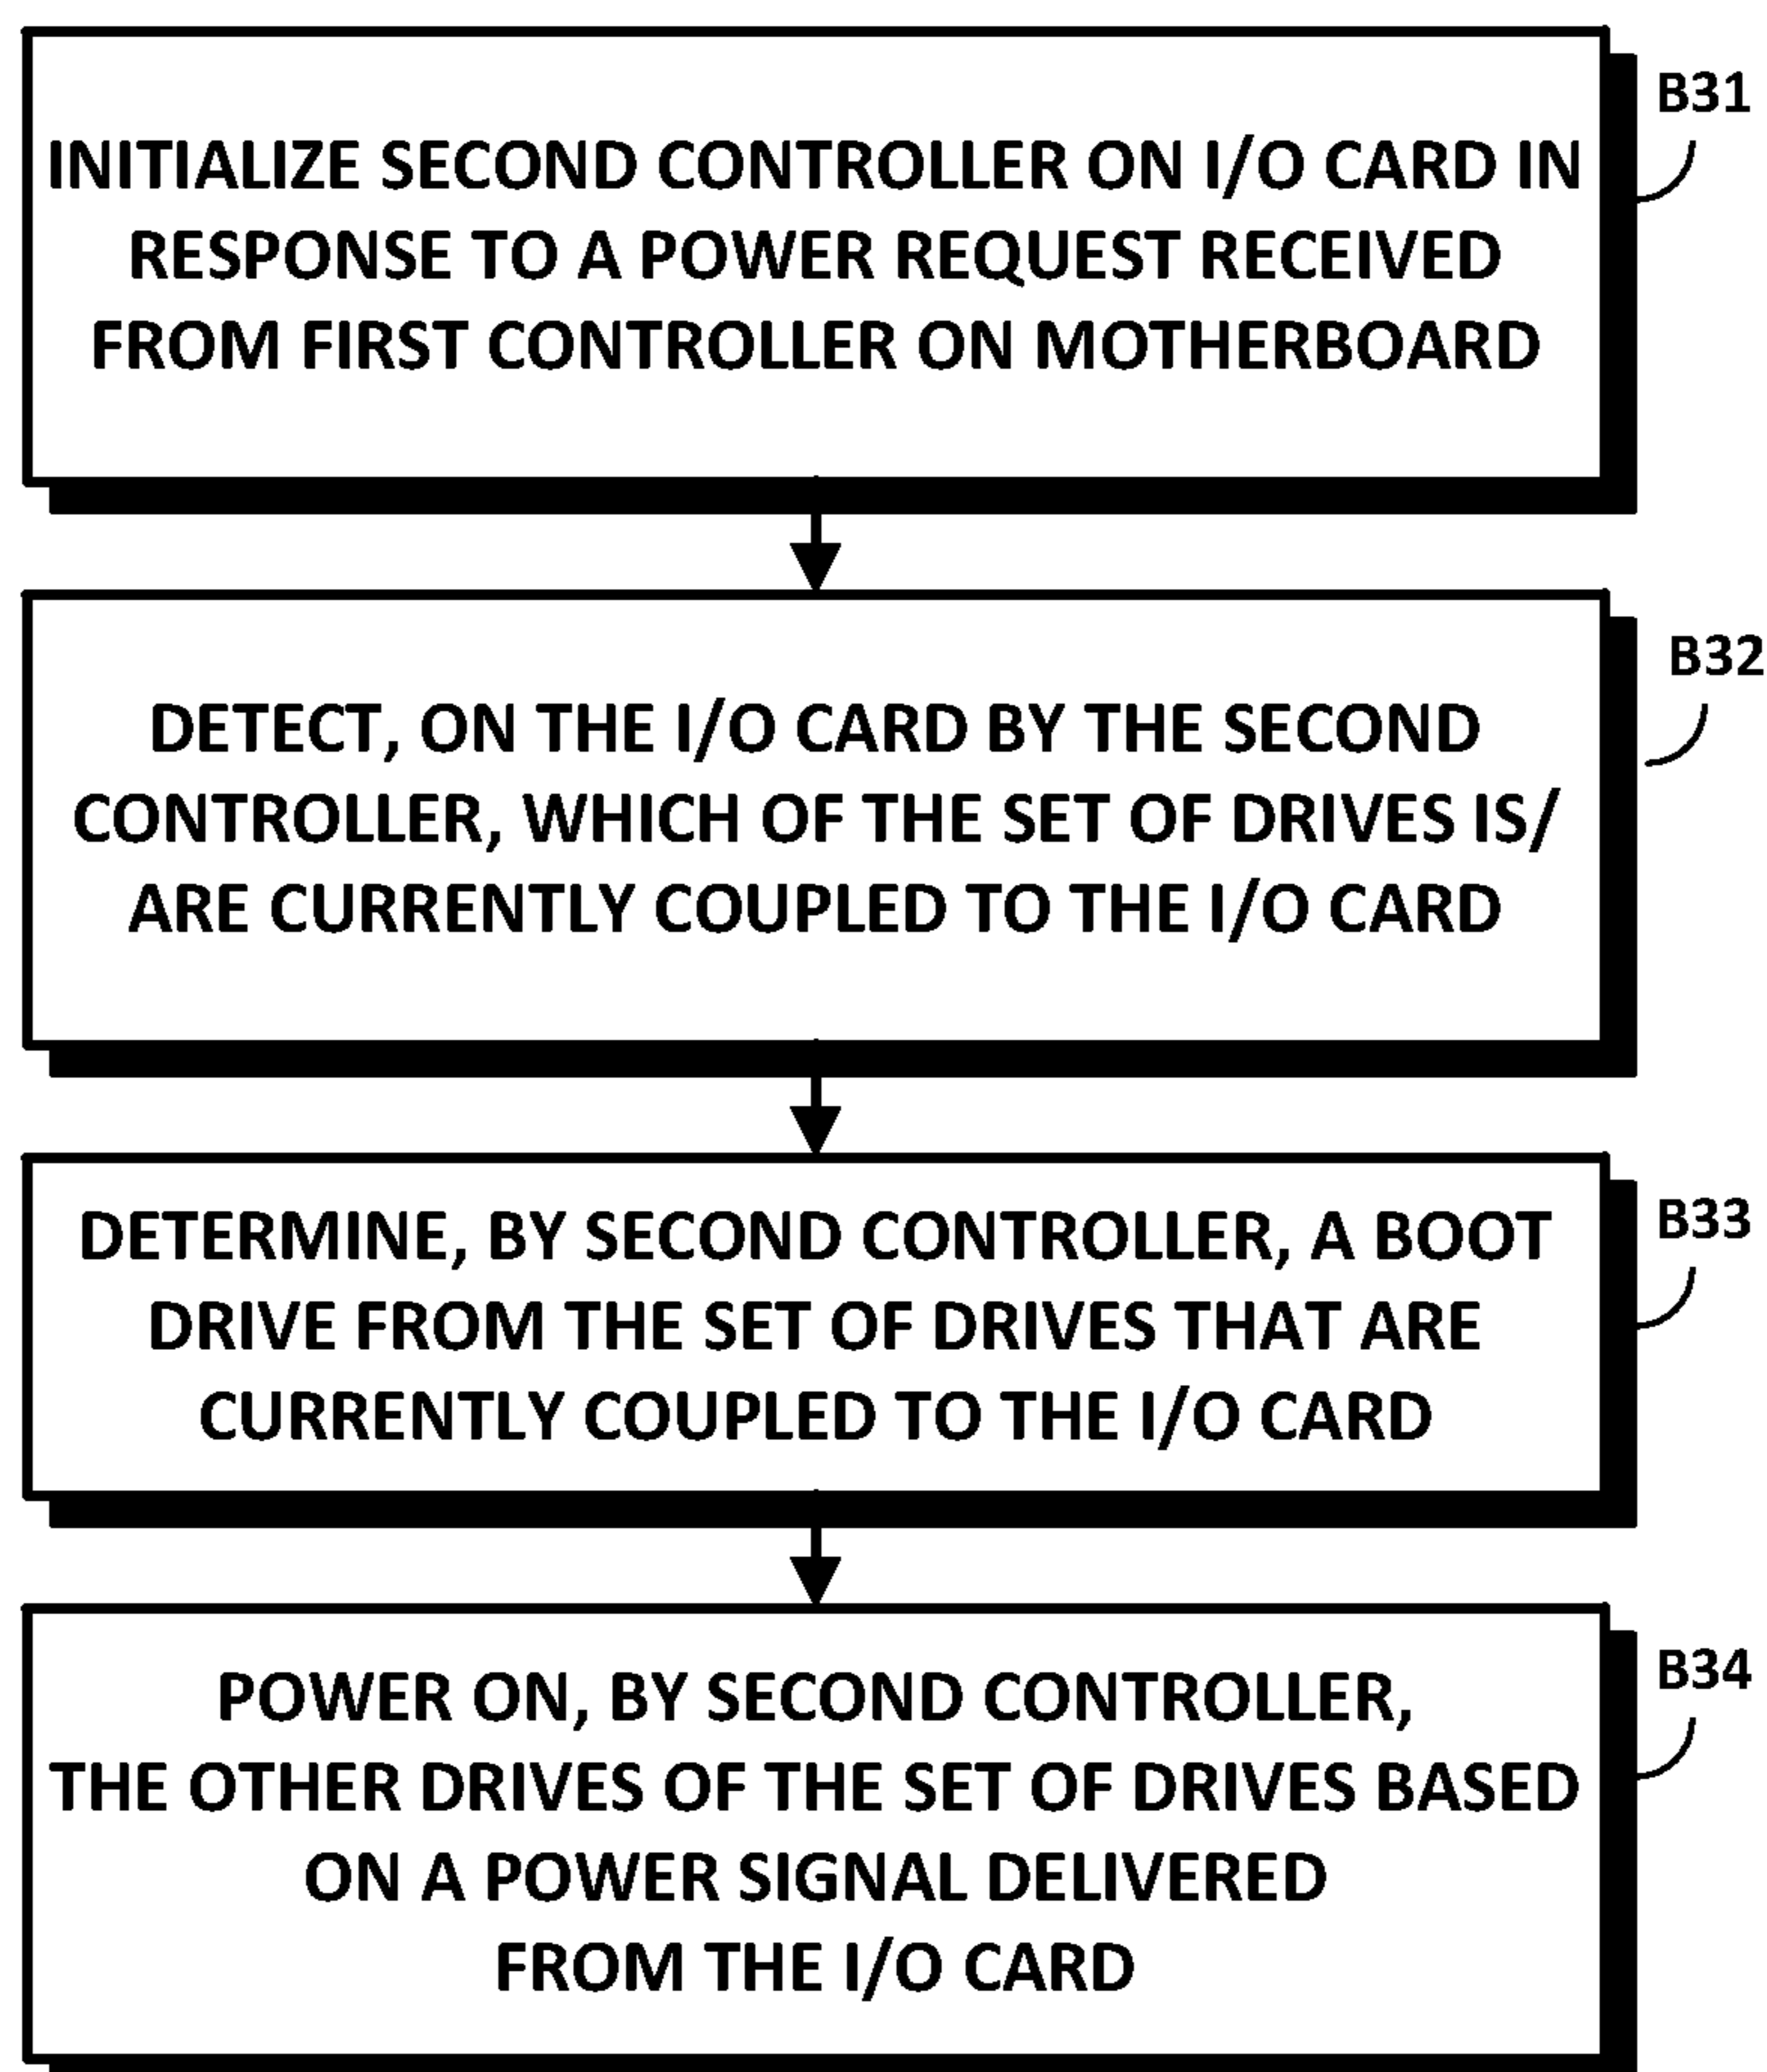 INITIALIZE SECOND CONTROLLER ON I/O CARD IN
RESPONSE TO A POWER REQUEST RECEIVED
FROM FIRST CONTROLLER ON MOTHERBOARD
B31
DETECT, ON THE I/O CARD BY THE SECOND
CONTROLLER, WHICH OF THE SET OF DRIVES IS/
ARE CURRENTLY COUPLED TO THE I/O CARD
B32
DETERMINE, BY SECOND CONTROLLER, A BOOT
DRIVE FROM THE SET OF DRIVES THAT ARE
CURRENTLY COUPLED TO THE I/O CARD
B33
POWER ON, BY SECOND CONTROLLER,
THE OTHER DRIVES OF THE SET OF DRIVES BASED
ON A POWER SIGNAL DELIVERED
FROM THE I/O CARD
B34